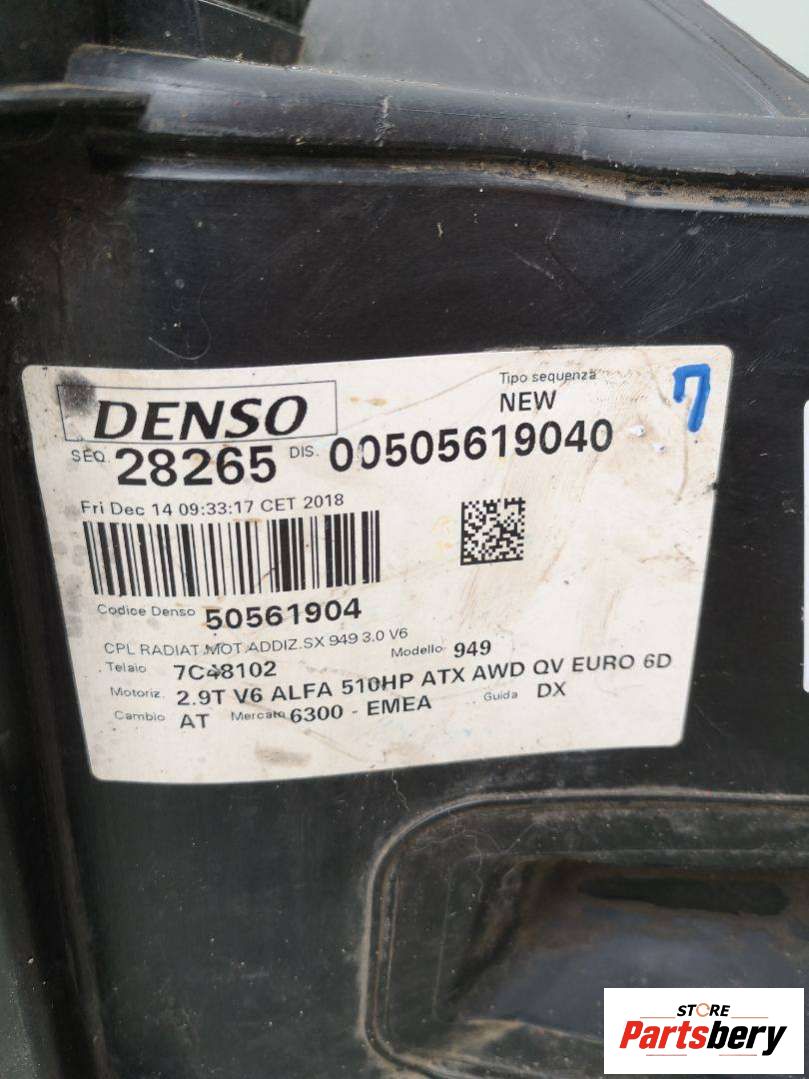 DENSO
Tipo sequenza
NEW
7
SEQ. 28265 DIS. 00505619040
Fri Dec 14 09:33:17 CET 2018
Codice Denso 50561904
CPL RADIAT.MOT.ADDIZ.SX 949 3.0 V6
Modello 949
Telaio 7C48102
Motoriz. 2.9T V6 ALFA 510HP ATX AWD QV EURO 6D
Cambio AT Mercato 6300 - EMEA Guida DX
STORE
Partsbery